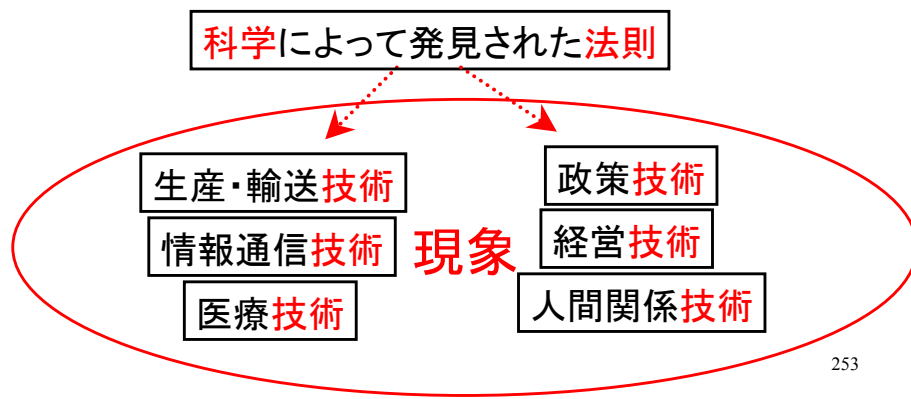 科学によって発見された法則
生産・輸送技術
情報通信技術
医療技術
現象
政策技術
経営技術
人間関係技術
253